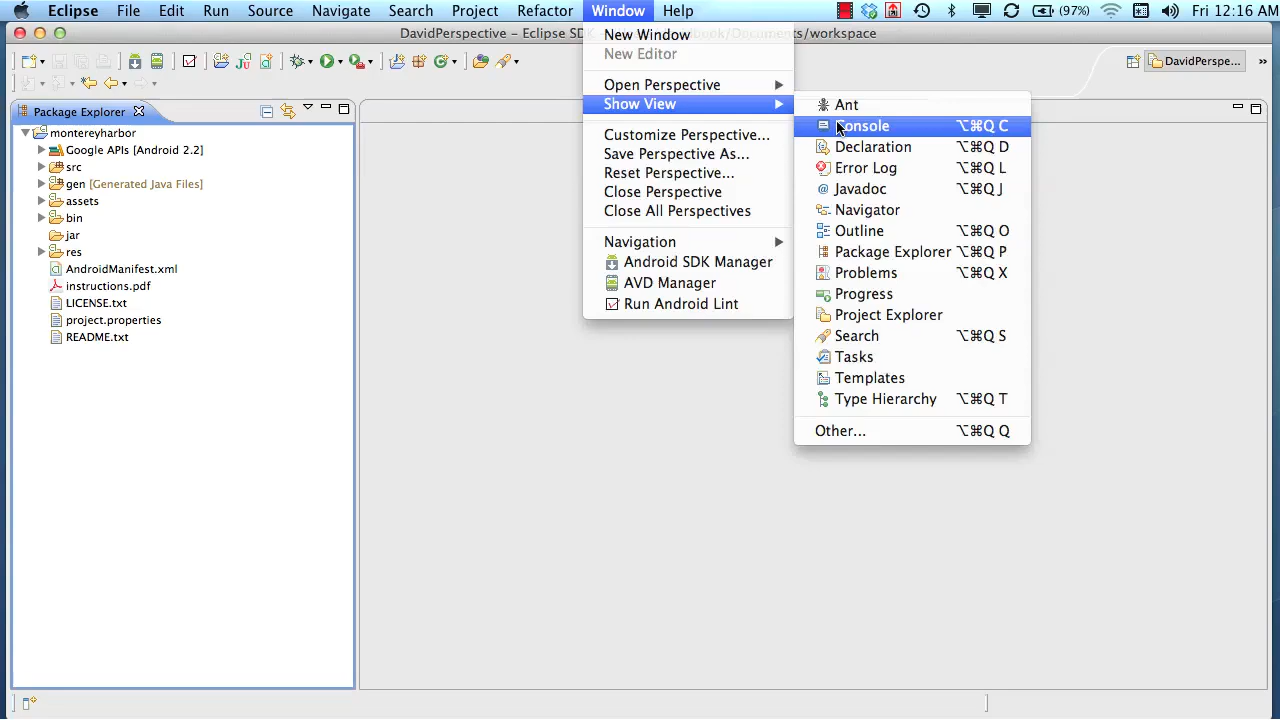 Eclipse File Edit Run Source Navigate Search Project Refactor Window Help (97%) Fri 12:16 AM
DavidPerspective – Eclipse SD book/Documents/workspace
DavidPerspe... »
Package Explorer
montereyharbor
Google APIs [Android 2.2]
src
gen [Generated Java Files]
assets
bin
jar
res
AndroidManifest.xml
instructions.pdf
LICENSE.txt
project.properties
README.txt
New Window
New Editor
Open Perspective
Show View
Customize Perspective...
Save Perspective As...
Reset Perspective...
Close Perspective
Close All Perspectives
Navigation
Android SDK Manager
AVD Manager
Run Android Lint
Ant
Console ⌥⌘Q C
Declaration ⌥⌘Q D
Error Log ⌥⌘Q L
Javadoc ⌥⌘Q J
Navigator
Outline ⌥⌘Q O
Package Explorer ⌥⌘Q P
Problems ⌥⌘Q X
Progress
Project Explorer
Search ⌥⌘Q S
Tasks
Templates
Type Hierarchy ⌥⌘Q T
Other... ⌥⌘Q Q